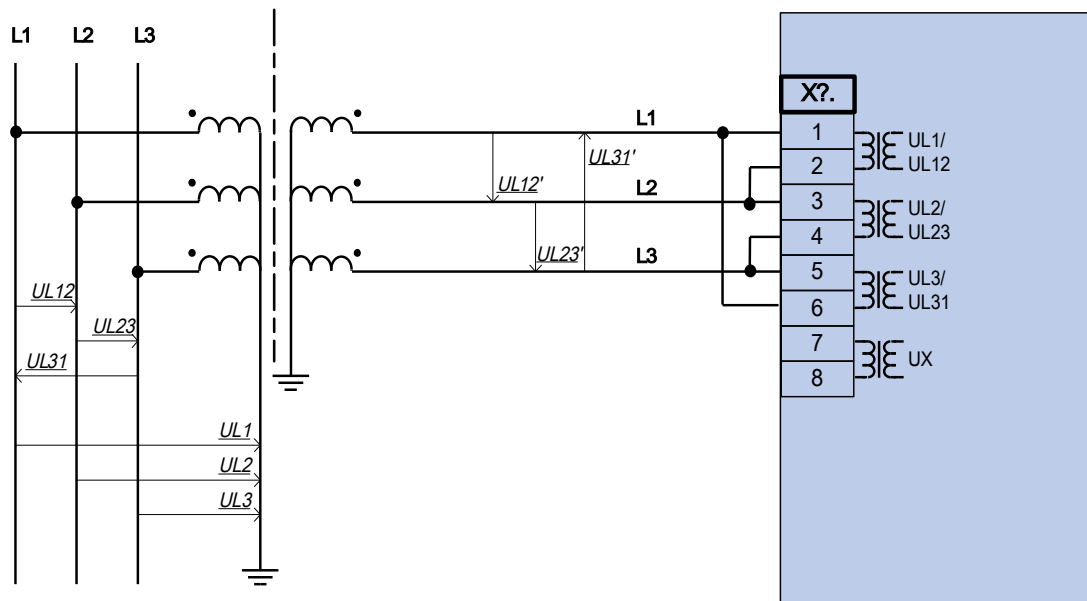 L1 L2 L3
X?.
L1
1
UL1/
UL12
UL31'
2
UL12'
L2
3
UL2/
UL23
4
UL23'
L3
5
UL3/
UL31
6
UL12
UL23
7
UX
UL31
8
UL1
UL2
UL3